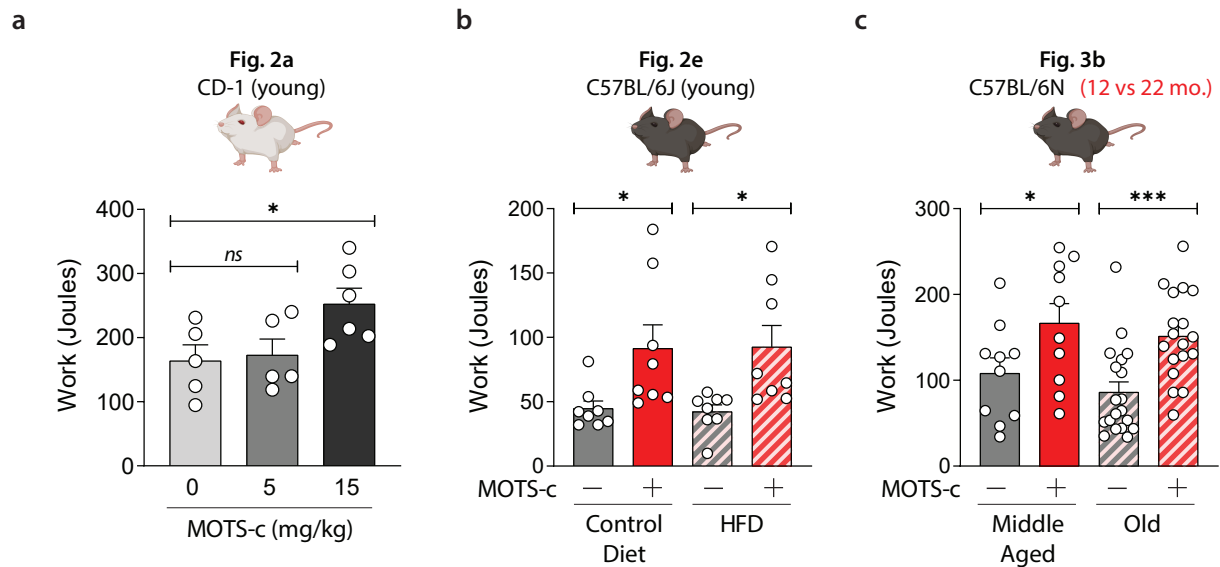 a
Fig. 2a
CD-1 (young)
Work (Joules)
400
300
200
100
0
*
ns
0 5 15
MOTS-c (mg/kg)
b
Fig. 2e
C57BL/6J (young)
Work (Joules)
200
150
100
50
0
* *
MOTS-c — + — +
Control
Diet
HFD
c
Fig. 3b
C57BL/6N (12 vs 22 mo.)
Work (Joules)
300
200
100
0
* ***
MOTS-c — + — +
Middle
Aged
Old